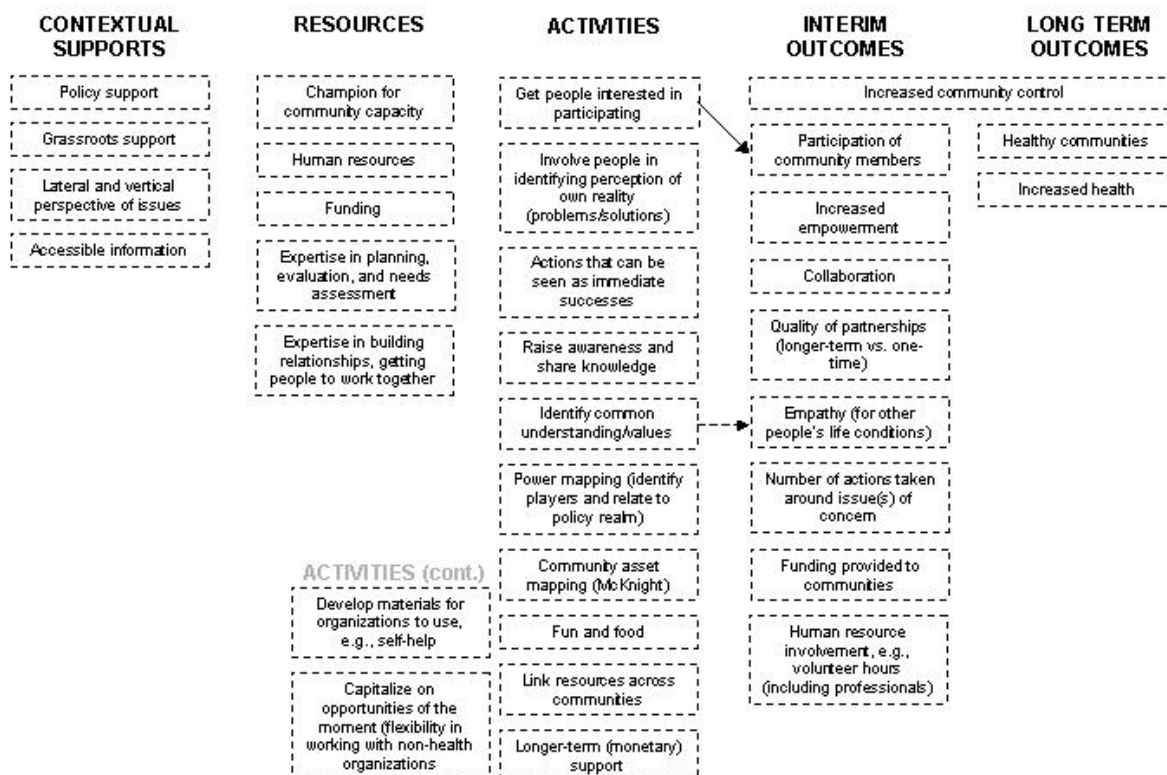 CONTEXTUAL
SUPPORTS
Policy support
Grassroots support
Lateral and vertical
perspective of issues
Accessible information
RESOURCES
Champion for
community capacity
Human resources
Funding
Expertise in planning,
evaluation, and needs
assessment
Expertise in building
relationships, getting
people to work together
ACTIVITIES
Get people interested in
participating
Involve people in
identifying perception of
own reality
(problems/solutions)
Actions that can be
seen as immediate
successes
Raise awareness and
share knowledge
Identify common
understanding/values
Power mapping (identify
players and relate to
policy realm)
Community asset
mapping (McKnight)
Fun and food
Link resources across
communities
Longer-term (monetary)
support
ACTIVITIES (cont.)
Develop materials for
organizations to use,
e.g., self-help
Capitalize on
opportunities of the
moment (flexibility in
working with non-health
organizations
INTERIM
OUTCOMES
LONG TERM
OUTCOMES
Increased community control
Participation of
community members
Increased
empowerment
Collaboration
Quality of partnerships
(longer-term vs. one-
time)
Empathy (for other
people's life conditions)
Number of actions taken
around issue(s) of
concern
Funding provided to
communities
Human resource
involvement, e.g.,
volunteer hours
(including professionals)
Healthy communities
Increased health